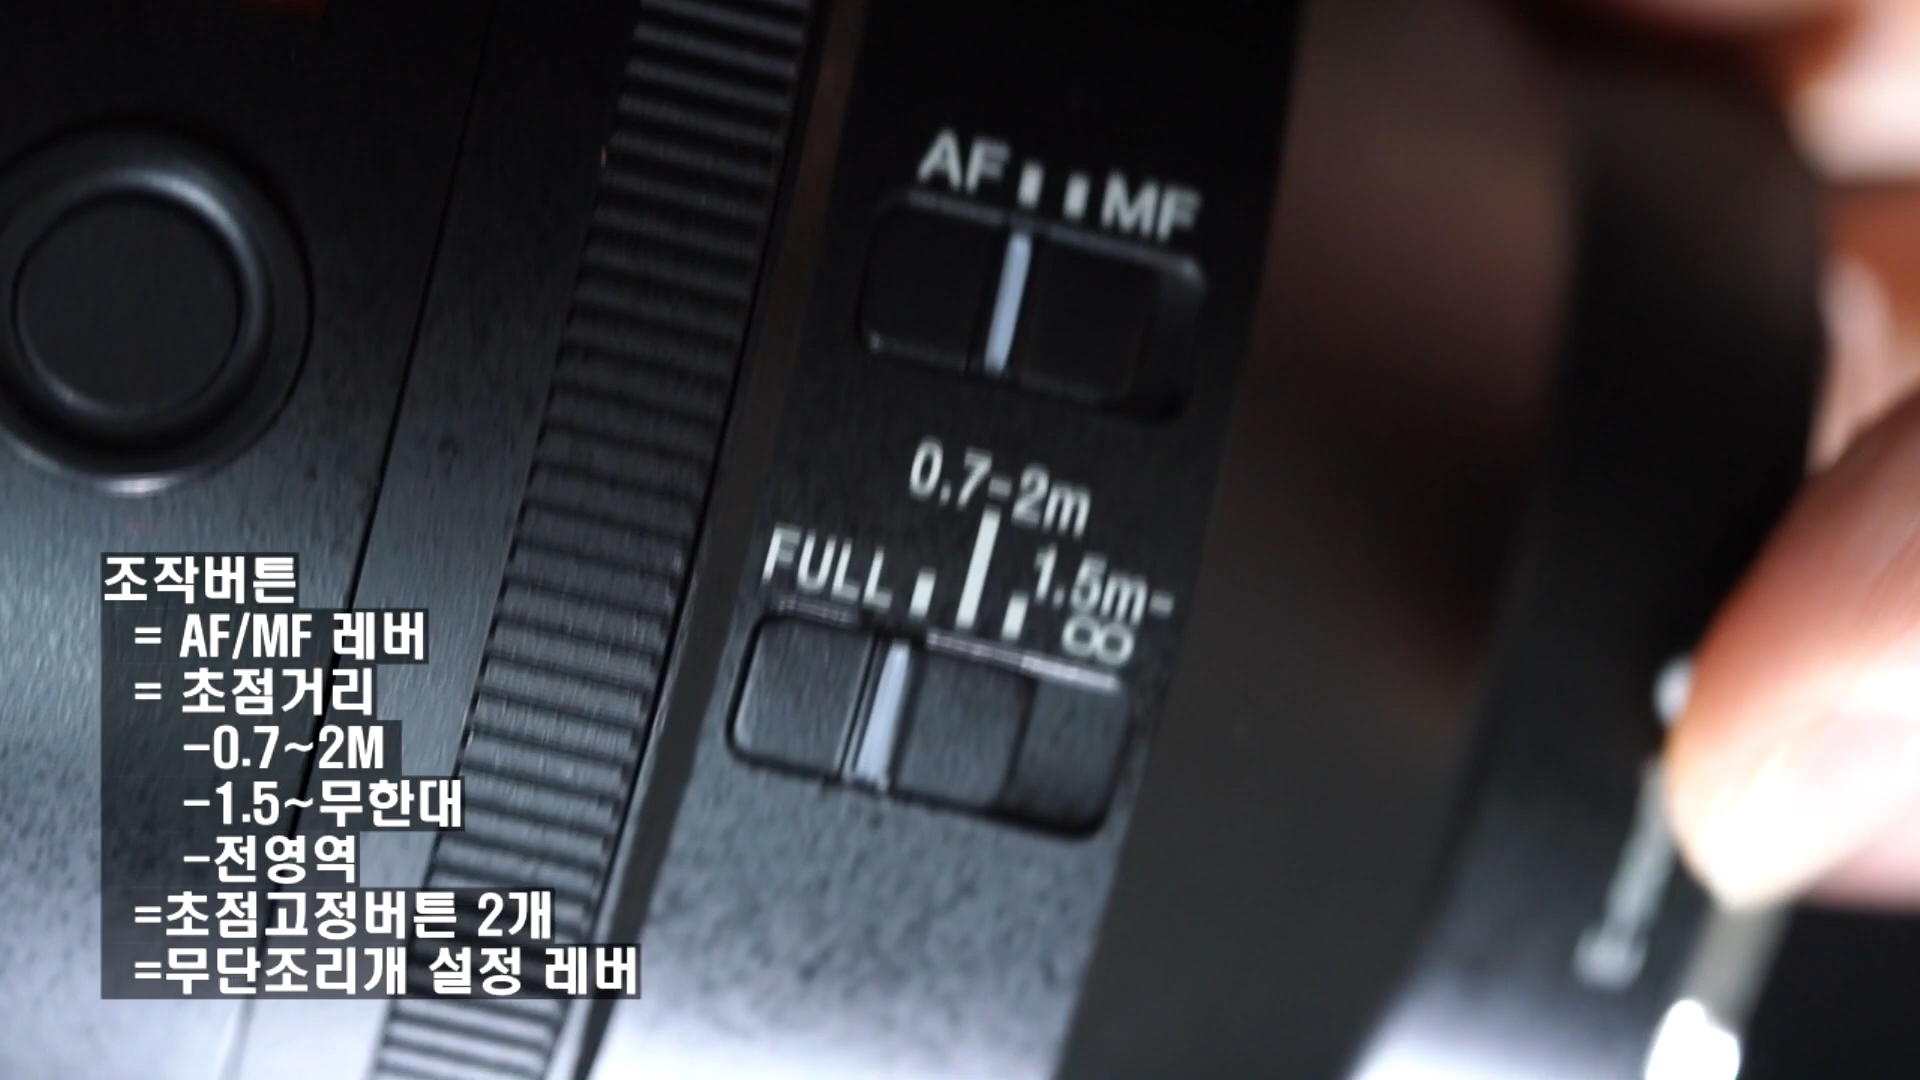 AF MF
0.7-2m
FULL 1.5m-
∞
조작버튼
= AF/MF 레버
= 초점거리
-0.7~2M
-1.5~무한대
-전영역
=초점고정버튼 2개
=무단조리개 설정 레버